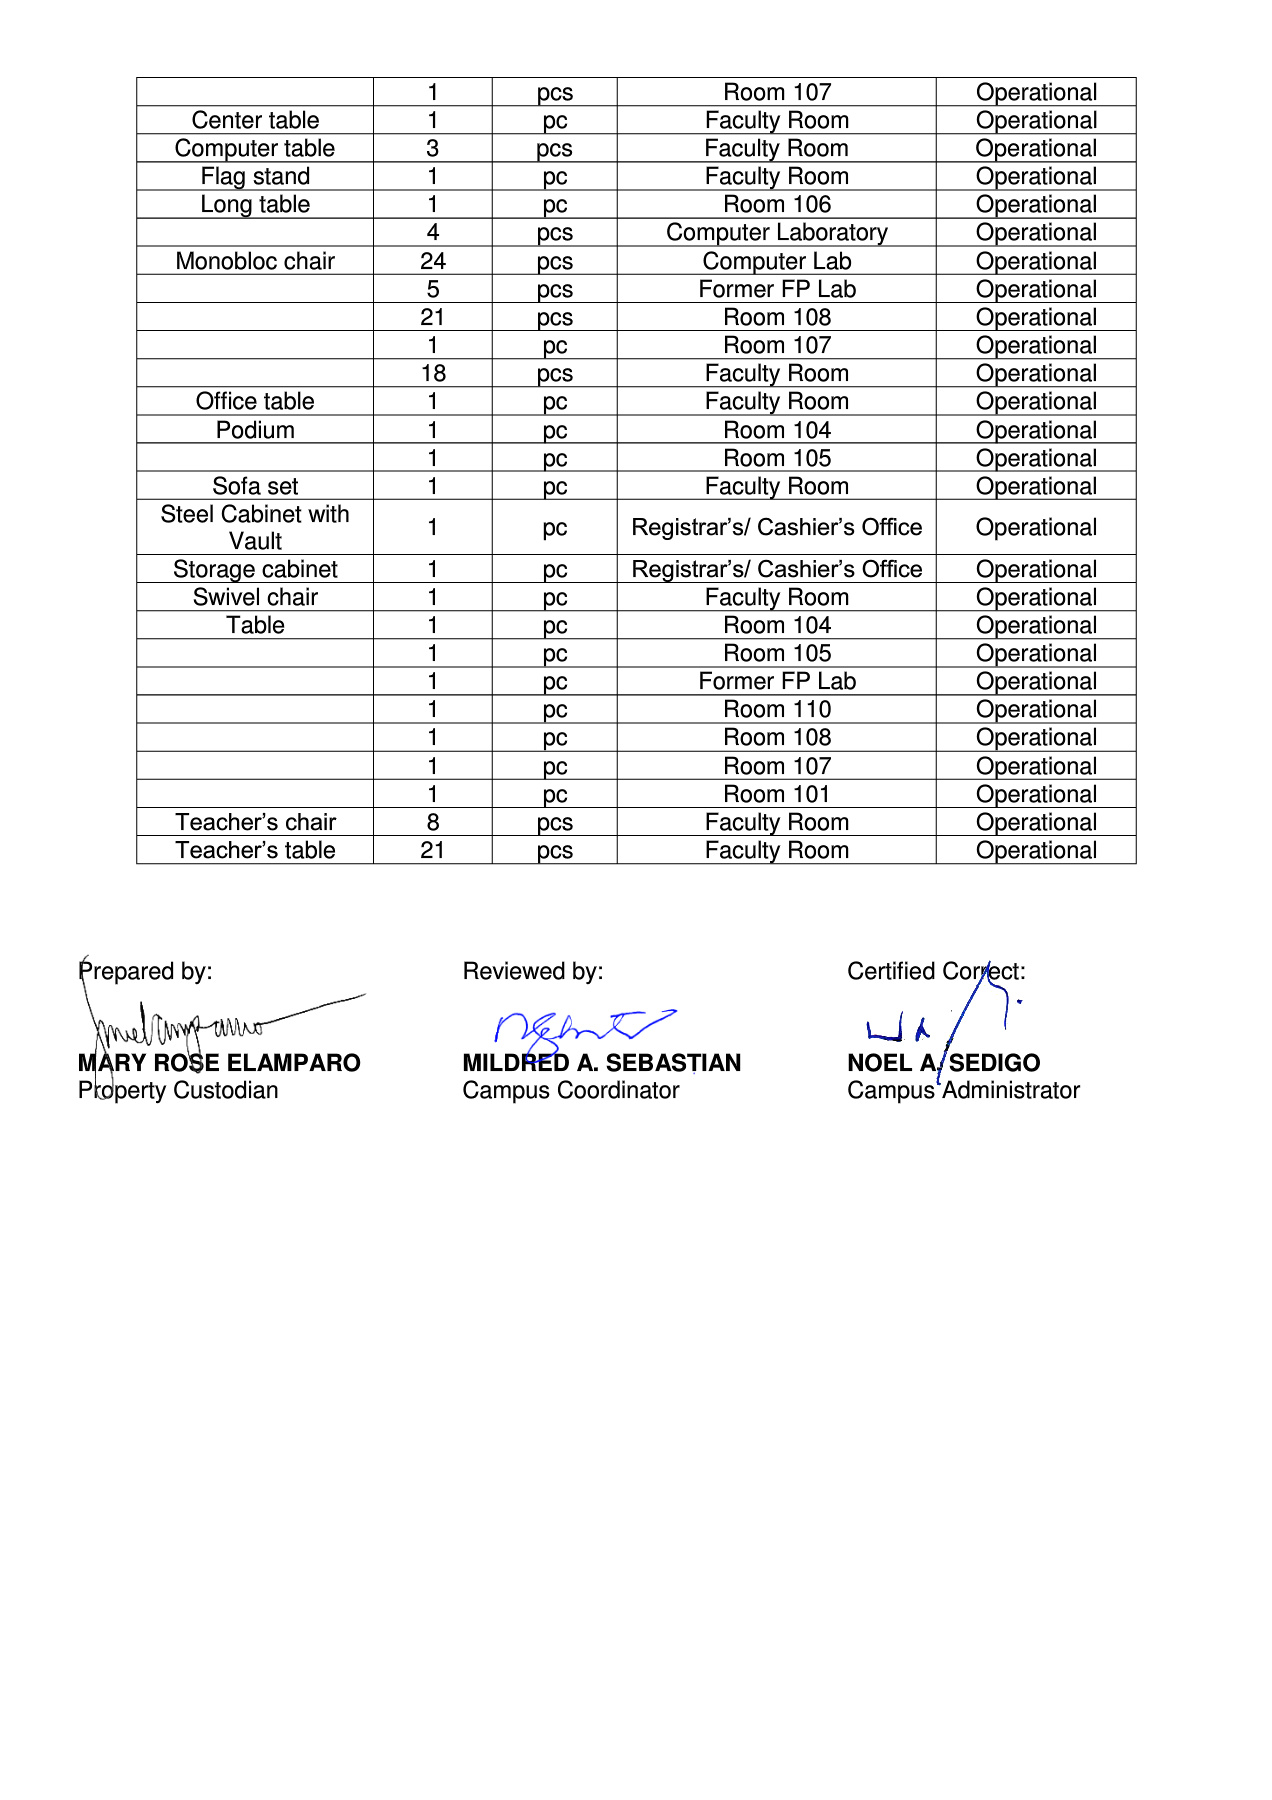 1 pcs Room 107 Operational
Center table 1 pc Faculty Room Operational
Computer table 3 pcs Faculty Room Operational
Flag stand 1 pc Faculty Room Operational
Long table 1 pc Room 106 Operational
4 pcs Computer Laboratory Operational
Monobloc chair 24 pcs Computer Lab Operational
5 pcs Former FP Lab Operational
21 pcs Room 108 Operational
1 pc Room 107 Operational
18 pcs Faculty Room Operational
Office table 1 pc Faculty Room Operational
Podium 1 pc Room 104 Operational
1 pc Room 105 Operational
Sofa set 1 pc Faculty Room Operational
Steel Cabinet with
Vault 1 pc Registrar’s/ Cashier’s Office Operational
Storage cabinet 1 pc Registrar’s/ Cashier’s Office Operational
Swivel chair 1 pc Faculty Room Operational
Table 1 pc Room 104 Operational
1 pc Room 105 Operational
1 pc Former FP Lab Operational
1 pc Room 110 Operational
1 pc Room 108 Operational
1 pc Room 107 Operational
1 pc Room 101 Operational
Teacher’s chair 8 pcs Faculty Room Operational
Teacher’s table 21 pcs Faculty Room Operational
Prepared by: Reviewed by: Certified Correct:
MARY ROSE ELAMPARO MILDRED A. SEBASTIAN NOEL A. SEDIGO
Property Custodian Campus Coordinator Campus Administrator